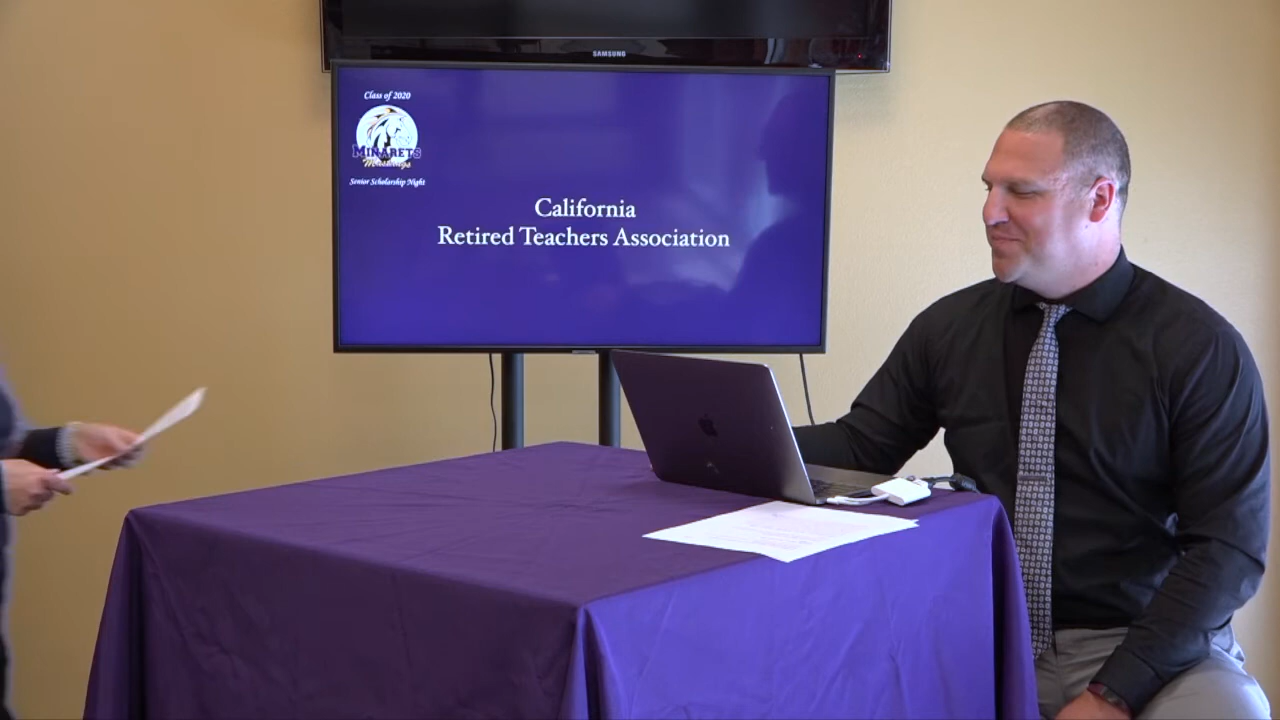 SAMSUNG
Class of 2020
MINARETS
Mustangs
Senior Scholarship Night
California
Retired Teachers Association